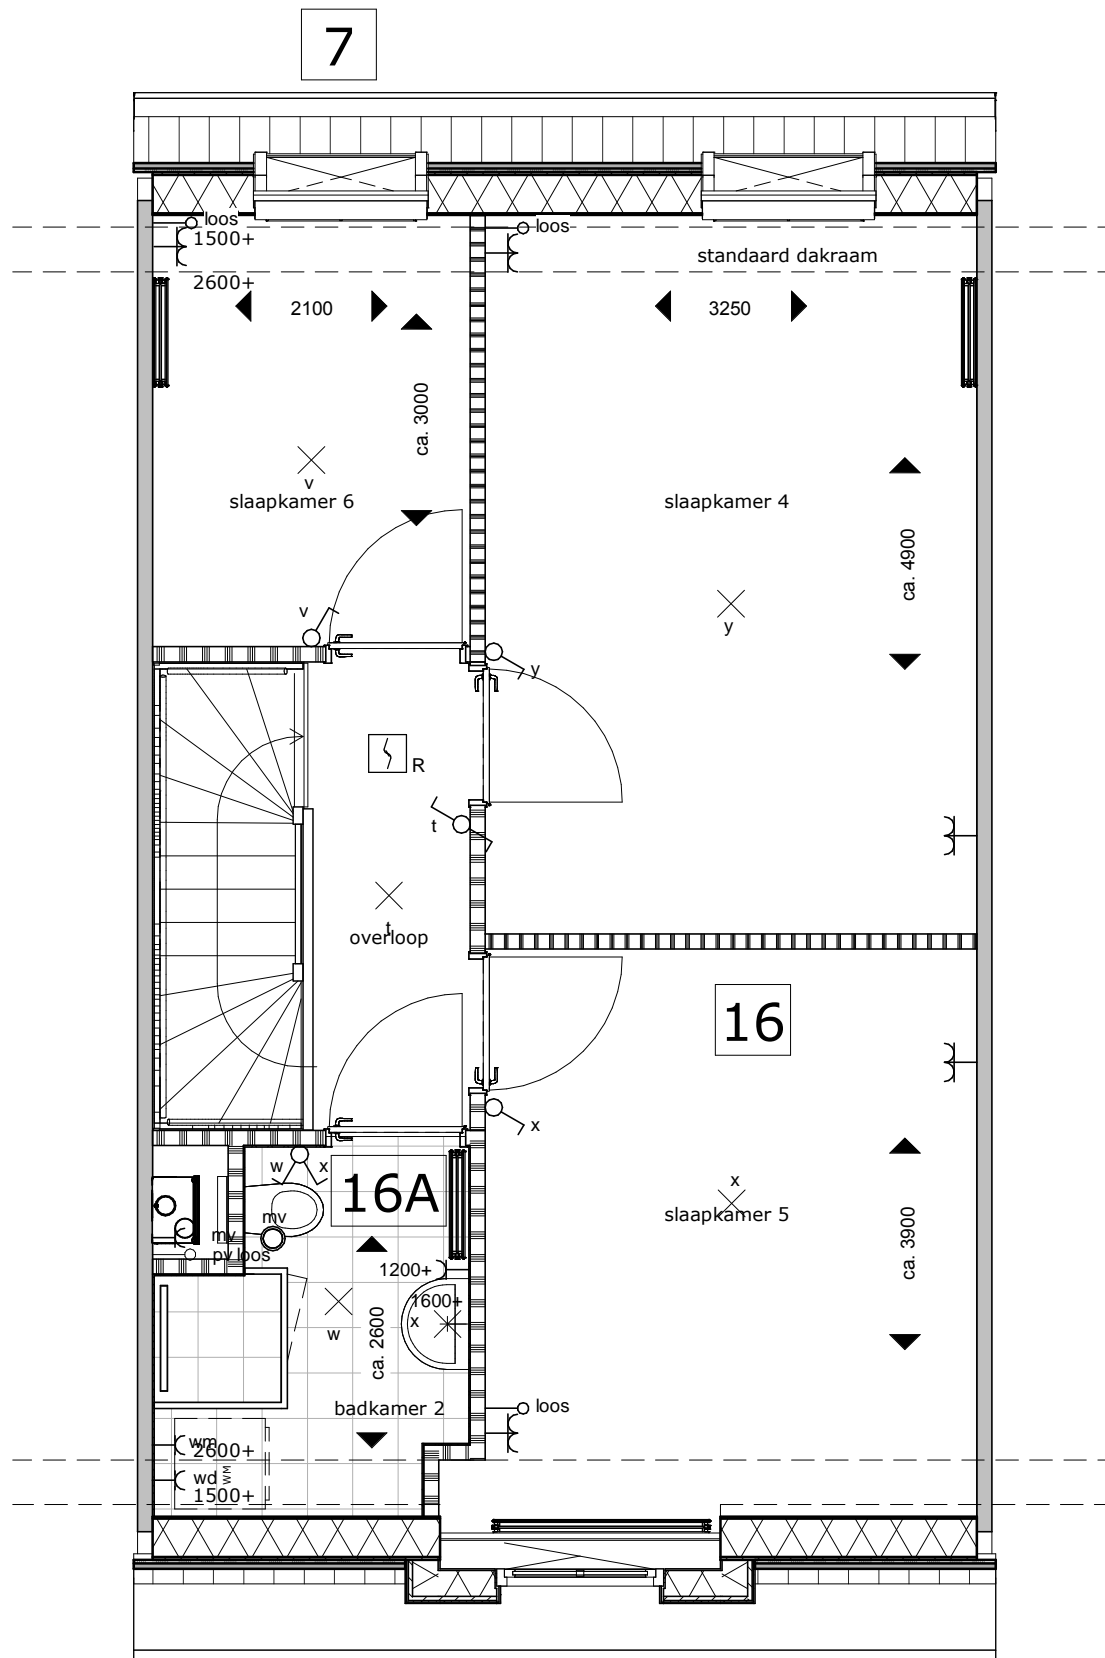 7
loos
1500+
2600+
loos
standaard dakraam
2100
3250
ca. 3000
v
slaapkamer 6
slaapkamer 4
ca. 4900
y
v
y
R
t
t
overloop
16
x
w
x
16A
mv
mv
pv loos
x
slaapkamer 5
ca. 3900
1200+
1600+
x
w
ca. 2600
badkamer 2
loos
wm
2600+
wd
WM
1500+